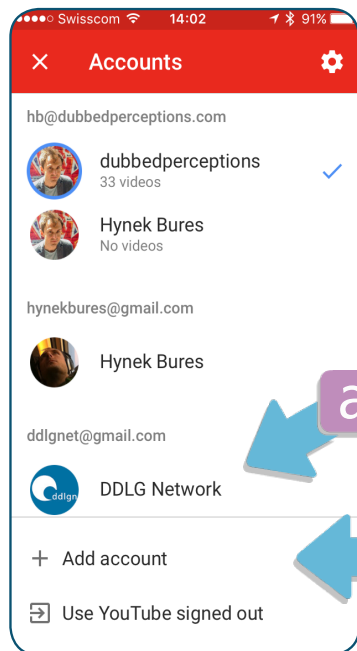 Swisscom 14:02 91%
Accounts
hb@dubbedperceptions.com
dubbedperceptions
33 videos
Hynek Bures
No videos
hynekbures@gmail.com
Hynek Bures
a
ddlgnet@gmail.com
ddlgn
DDLG Network
+ Add account
Use YouTube signed out